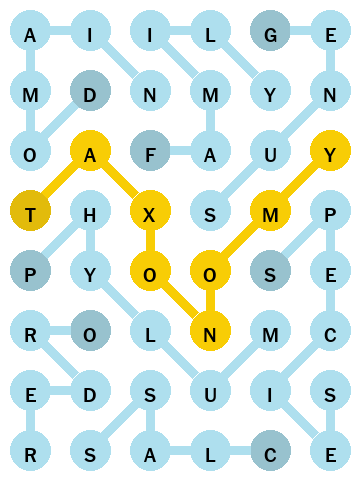 A I I L G E
M D N M Y N
O A F A U Y
T H X S M P
P Y O O S E
R O L N M C
E D S U I S
R S A L C E